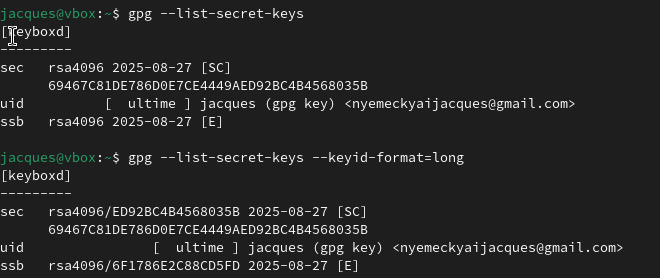 jacques@vbox:~$ gpg --list-secret-keys
[keyboxd]
---------
sec   rsa4096 2025-08-27 [SC]
      69467C81DE786D0E7CE4449AED92BC4B4568035B
uid          [  ultime ] jacques (gpg key) <nyemeckyaijacques@gmail.com>
ssb   rsa4096 2025-08-27 [E]

jacques@vbox:~$ gpg --list-secret-keys --keyid-format=long
[keyboxd]
---------
sec   rsa4096/ED92BC4B4568035B 2025-08-27 [SC]
      69467C81DE786D0E7CE4449AED92BC4B4568035B
uid                [  ultime ] jacques (gpg key) <nyemeckyaijacques@gmail.com>
ssb   rsa4096/6F1786E2C88CD5FD 2025-08-27 [E]